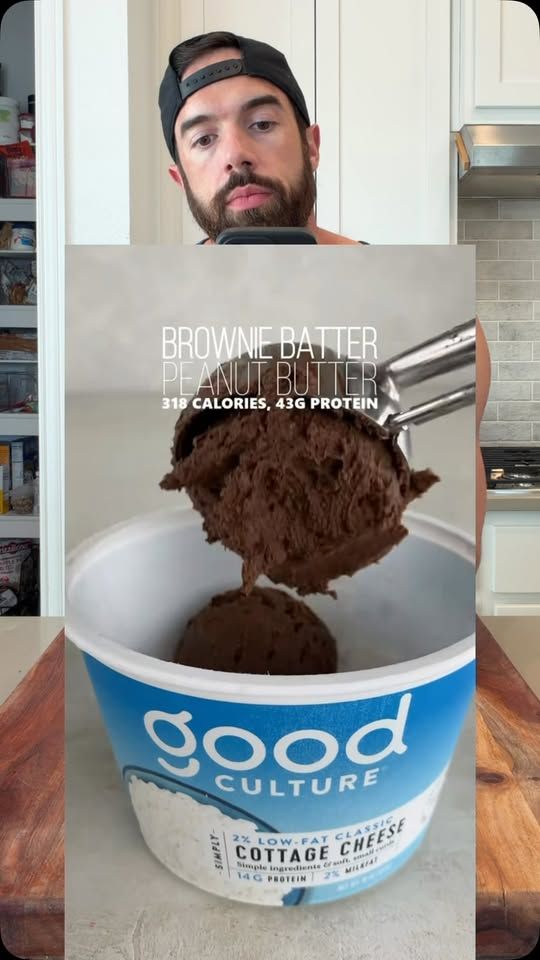 BROWNIE BATTER
PEANUT BUTTER
318 CALORIES, 43G PROTEIN
good
CULTURE
SIMPLY
2% LOW-FAT CLASSIC
COTTAGE CHEESE
Simple ingredients & soft, small curds
14G PROTEIN | 2% MILKFAT